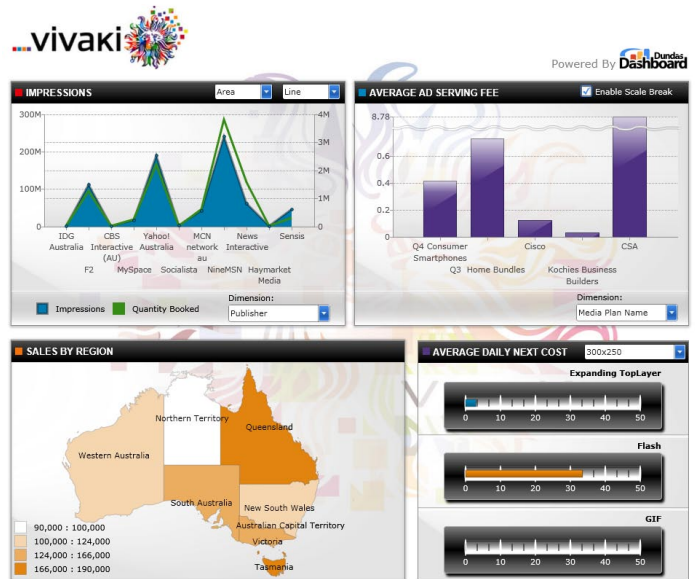 ...vivaki
Powered By Dundas Dashboard
IMPRESSIONS
Area
Line
300M
200M
100M
0
4M
3M
2M
1M
0
IDG Australia
F2
CBS Interactive (AU)
MySpace
Yahoo! Australia
Socialista
MCN network au
NineMSN
News Interactive
Haymarket Media
Sensis
Impressions
Quantity Booked
Dimension:
Publisher
AVERAGE AD SERVING FEE
Enable Scale Break
8.78
0.6
0.4
0.2
0
Q4 Consumer Smartphones
Q3 Home Bundles
Cisco
Kochies Business Builders
CSA
Dimension:
Media Plan Name
SALES BY REGION
Northern Territory
Queensland
Western Australia
South Australia
New South Wales
Australian Capital Territory
Victoria
Tasmania
90,000 : 100,000
100,000 : 124,000
124,000 : 166,000
166,000 : 190,000
AVERAGE DAILY NEXT COST
300x250
Expanding TopLayer
0 10 20 30 40 50
Flash
0 10 20 30 40 50
GIF
0 10 20 30 40 50